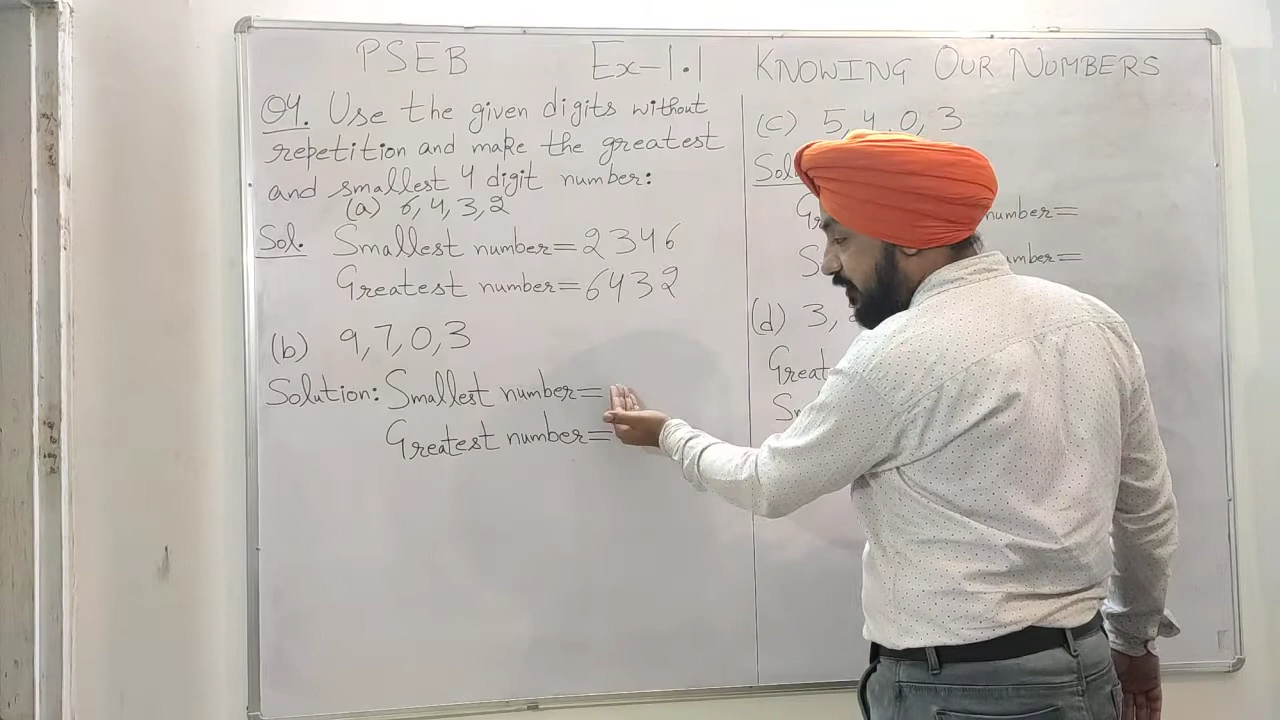 PSEB Ex-1.1 KNOWING OUR NUMBERS
Q4. Use the given digits without
repetition and make the greatest
and smallest 4 digit number:
(a) 6, 4, 3, 2
Sol. Smallest number = 2346
Greatest number = 6432
(b) 9, 7, 0, 3
Solution: Smallest number =
Greatest number =
(c) 5, 4, 0, 3
Sol
number =
number =
(d) 3,
Great
Sm